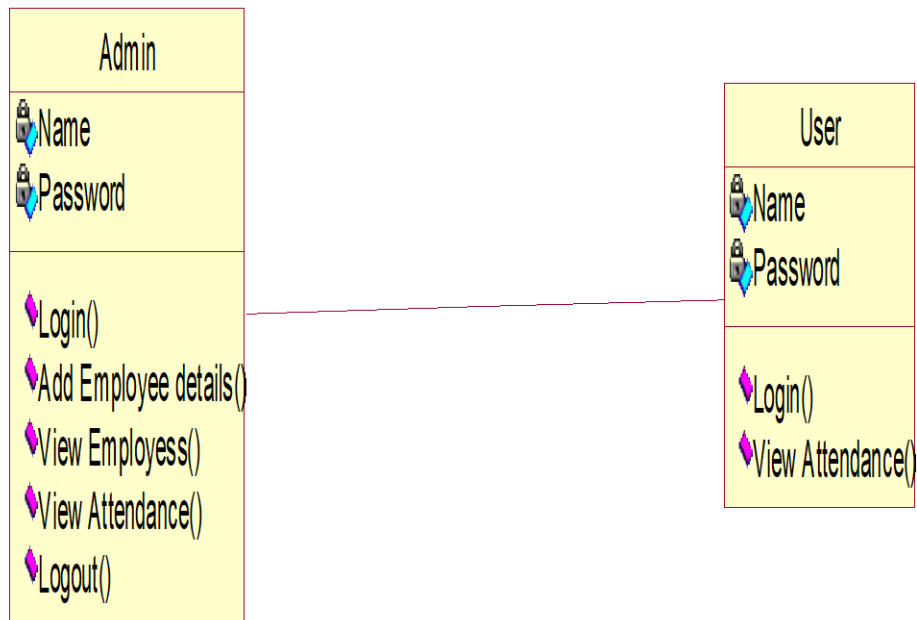 Admin
Name
Password
Login()
Add Employee details()
View Employess()
View Attendance()
Logout()
User
Name
Password
Login()
View Attendance()